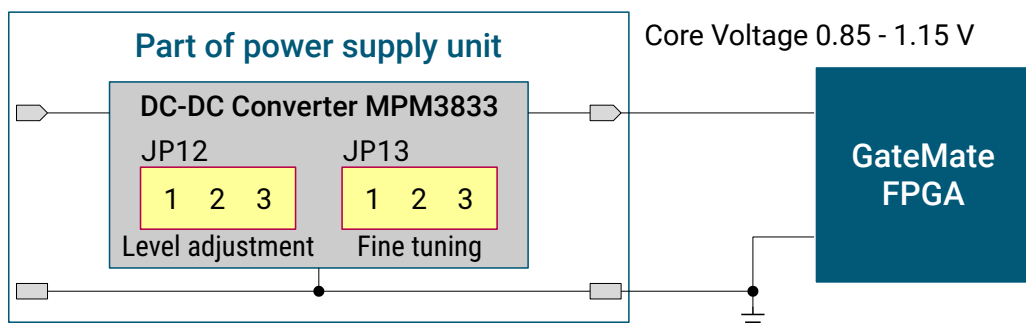 Part of power supply unit
Core Voltage 0.85 - 1.15 V
DC-DC Converter MPM3833
JP12
JP13
1 2 3
1 2 3
Level adjustment
Fine tuning
GateMate
FPGA